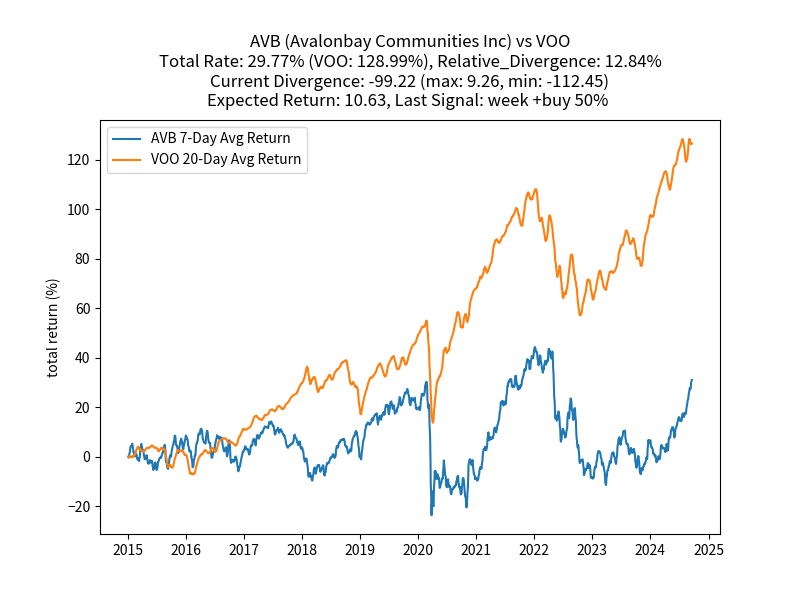 AVB (Avalonbay Communities Inc) vs VOO
Total Rate: 29.77% (VOO: 128.99%), Relative_Divergence: 12.84%
Current Divergence: -99.22 (max: 9.26, min: -112.45)
Expected Return: 10.63, Last Signal: week +buy 50%
AVB 7-Day Avg Return
VOO 20-Day Avg Return
total return (%)
120
100
80
60
40
20
0
−20
2015 2016 2017 2018 2019 2020 2021 2022 2023 2024 2025